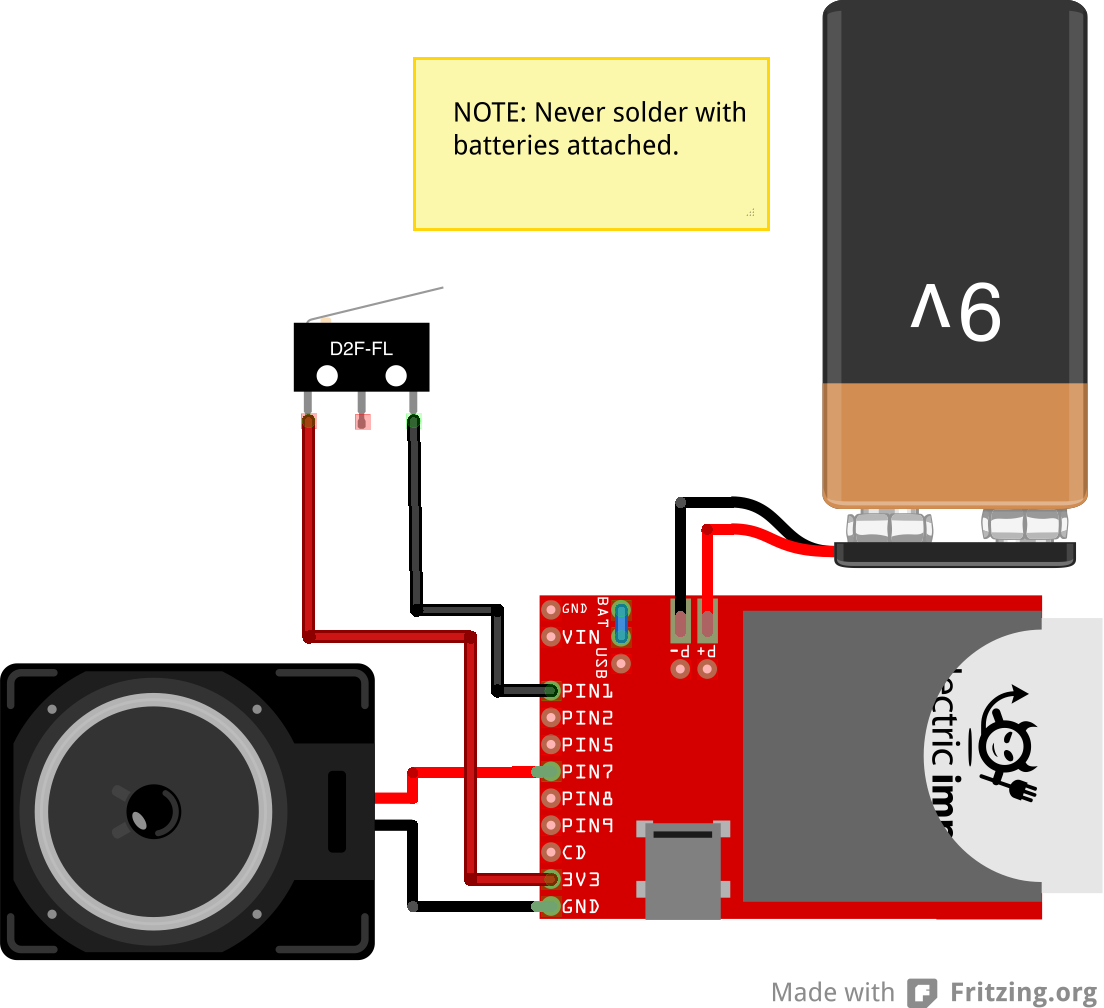 NOTE: Never solder with
batteries attached.
9V
D2F-FL
GND
BAT
VIN
USB
P-
P+
PIN1
PIN2
PIN5
PIN7
PIN8
PIN9
CD
3V3
GND
lectric imp
Made with Fritzing.org